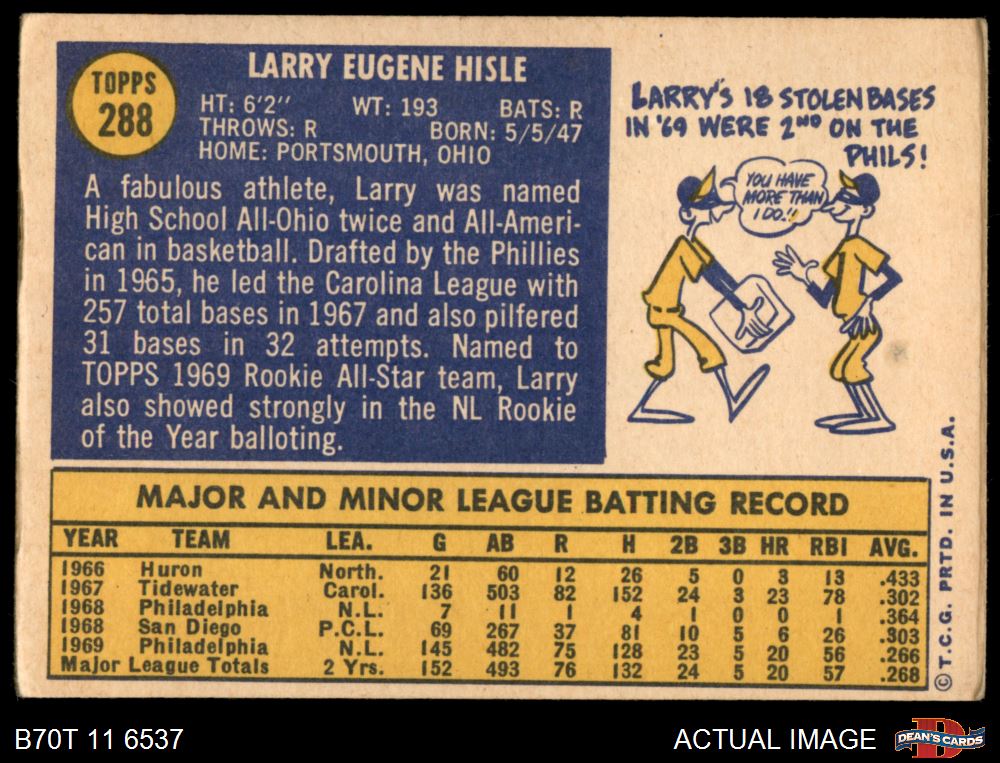 TOPPS
288
LARRY EUGENE HISLE
HT: 6'2" WT: 193 BATS: R
THROWS: R BORN: 5/5/47
HOME: PORTSMOUTH, OHIO
A fabulous athlete, Larry was named
High School All-Ohio twice and All-Ameri-
can in basketball. Drafted by the Phillies
in 1965, he led the Carolina League with
257 total bases in 1967 and also pilfered
31 bases in 32 attempts. Named to
TOPPS 1969 Rookie All-Star team, Larry
also showed strongly in the NL Rookie
of the Year balloting.
LARRY'S 18 STOLEN BASES
IN '69 WERE 2ND ON THE
PHILS!
YOU HAVE
MORE THAN
I DO.!!
MAJOR AND MINOR LEAGUE BATTING RECORD
YEAR TEAM LEA. G AB R H 2B 3B HR RBI AVG.
1966 Huron North. 21 60 12 26 5 0 3 13 .433
1967 Tidewater Carol. 136 503 82 152 24 3 23 78 .302
1968 Philadelphia N.L. 7 11 1 4 1 0 0 1 .364
1968 San Diego P.C.L. 69 267 37 81 10 5 6 26 .303
1969 Philadelphia N.L. 145 482 75 128 23 5 20 56 .266
Major League Totals 2 Yrs. 152 493 76 132 24 5 20 57 .268
© T.C.G. PRTD. IN U.S.A.
B70T 11 6537
ACTUAL IMAGE
D
DEAN'S CARDS